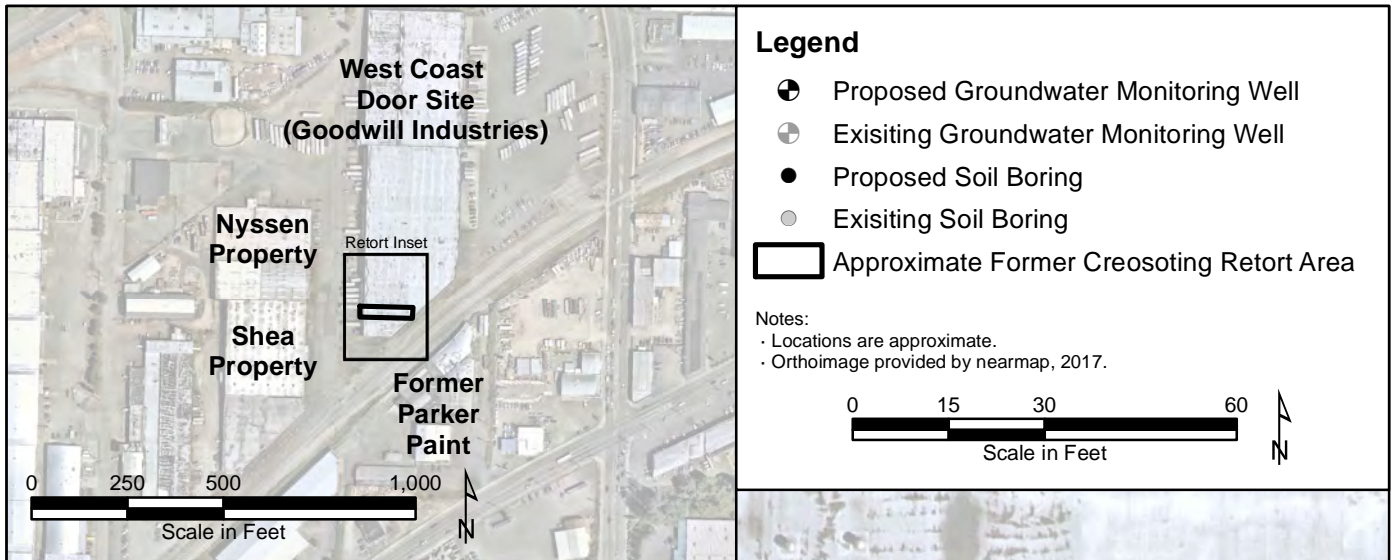 West Coast
Door Site
(Goodwill Industries)
Nyssen
Property
Retort Inset
Shea
Property
Former
Parker
Paint
0 250 500 1,000
Scale in Feet
N
Legend
Proposed Groundwater Monitoring Well
Exisiting Groundwater Monitoring Well
Proposed Soil Boring
Exisiting Soil Boring
Approximate Former Creosoting Retort Area
Notes:
· Locations are approximate.
· Orthoimage provided by nearmap, 2017.
0 15 30 60
Scale in Feet
N